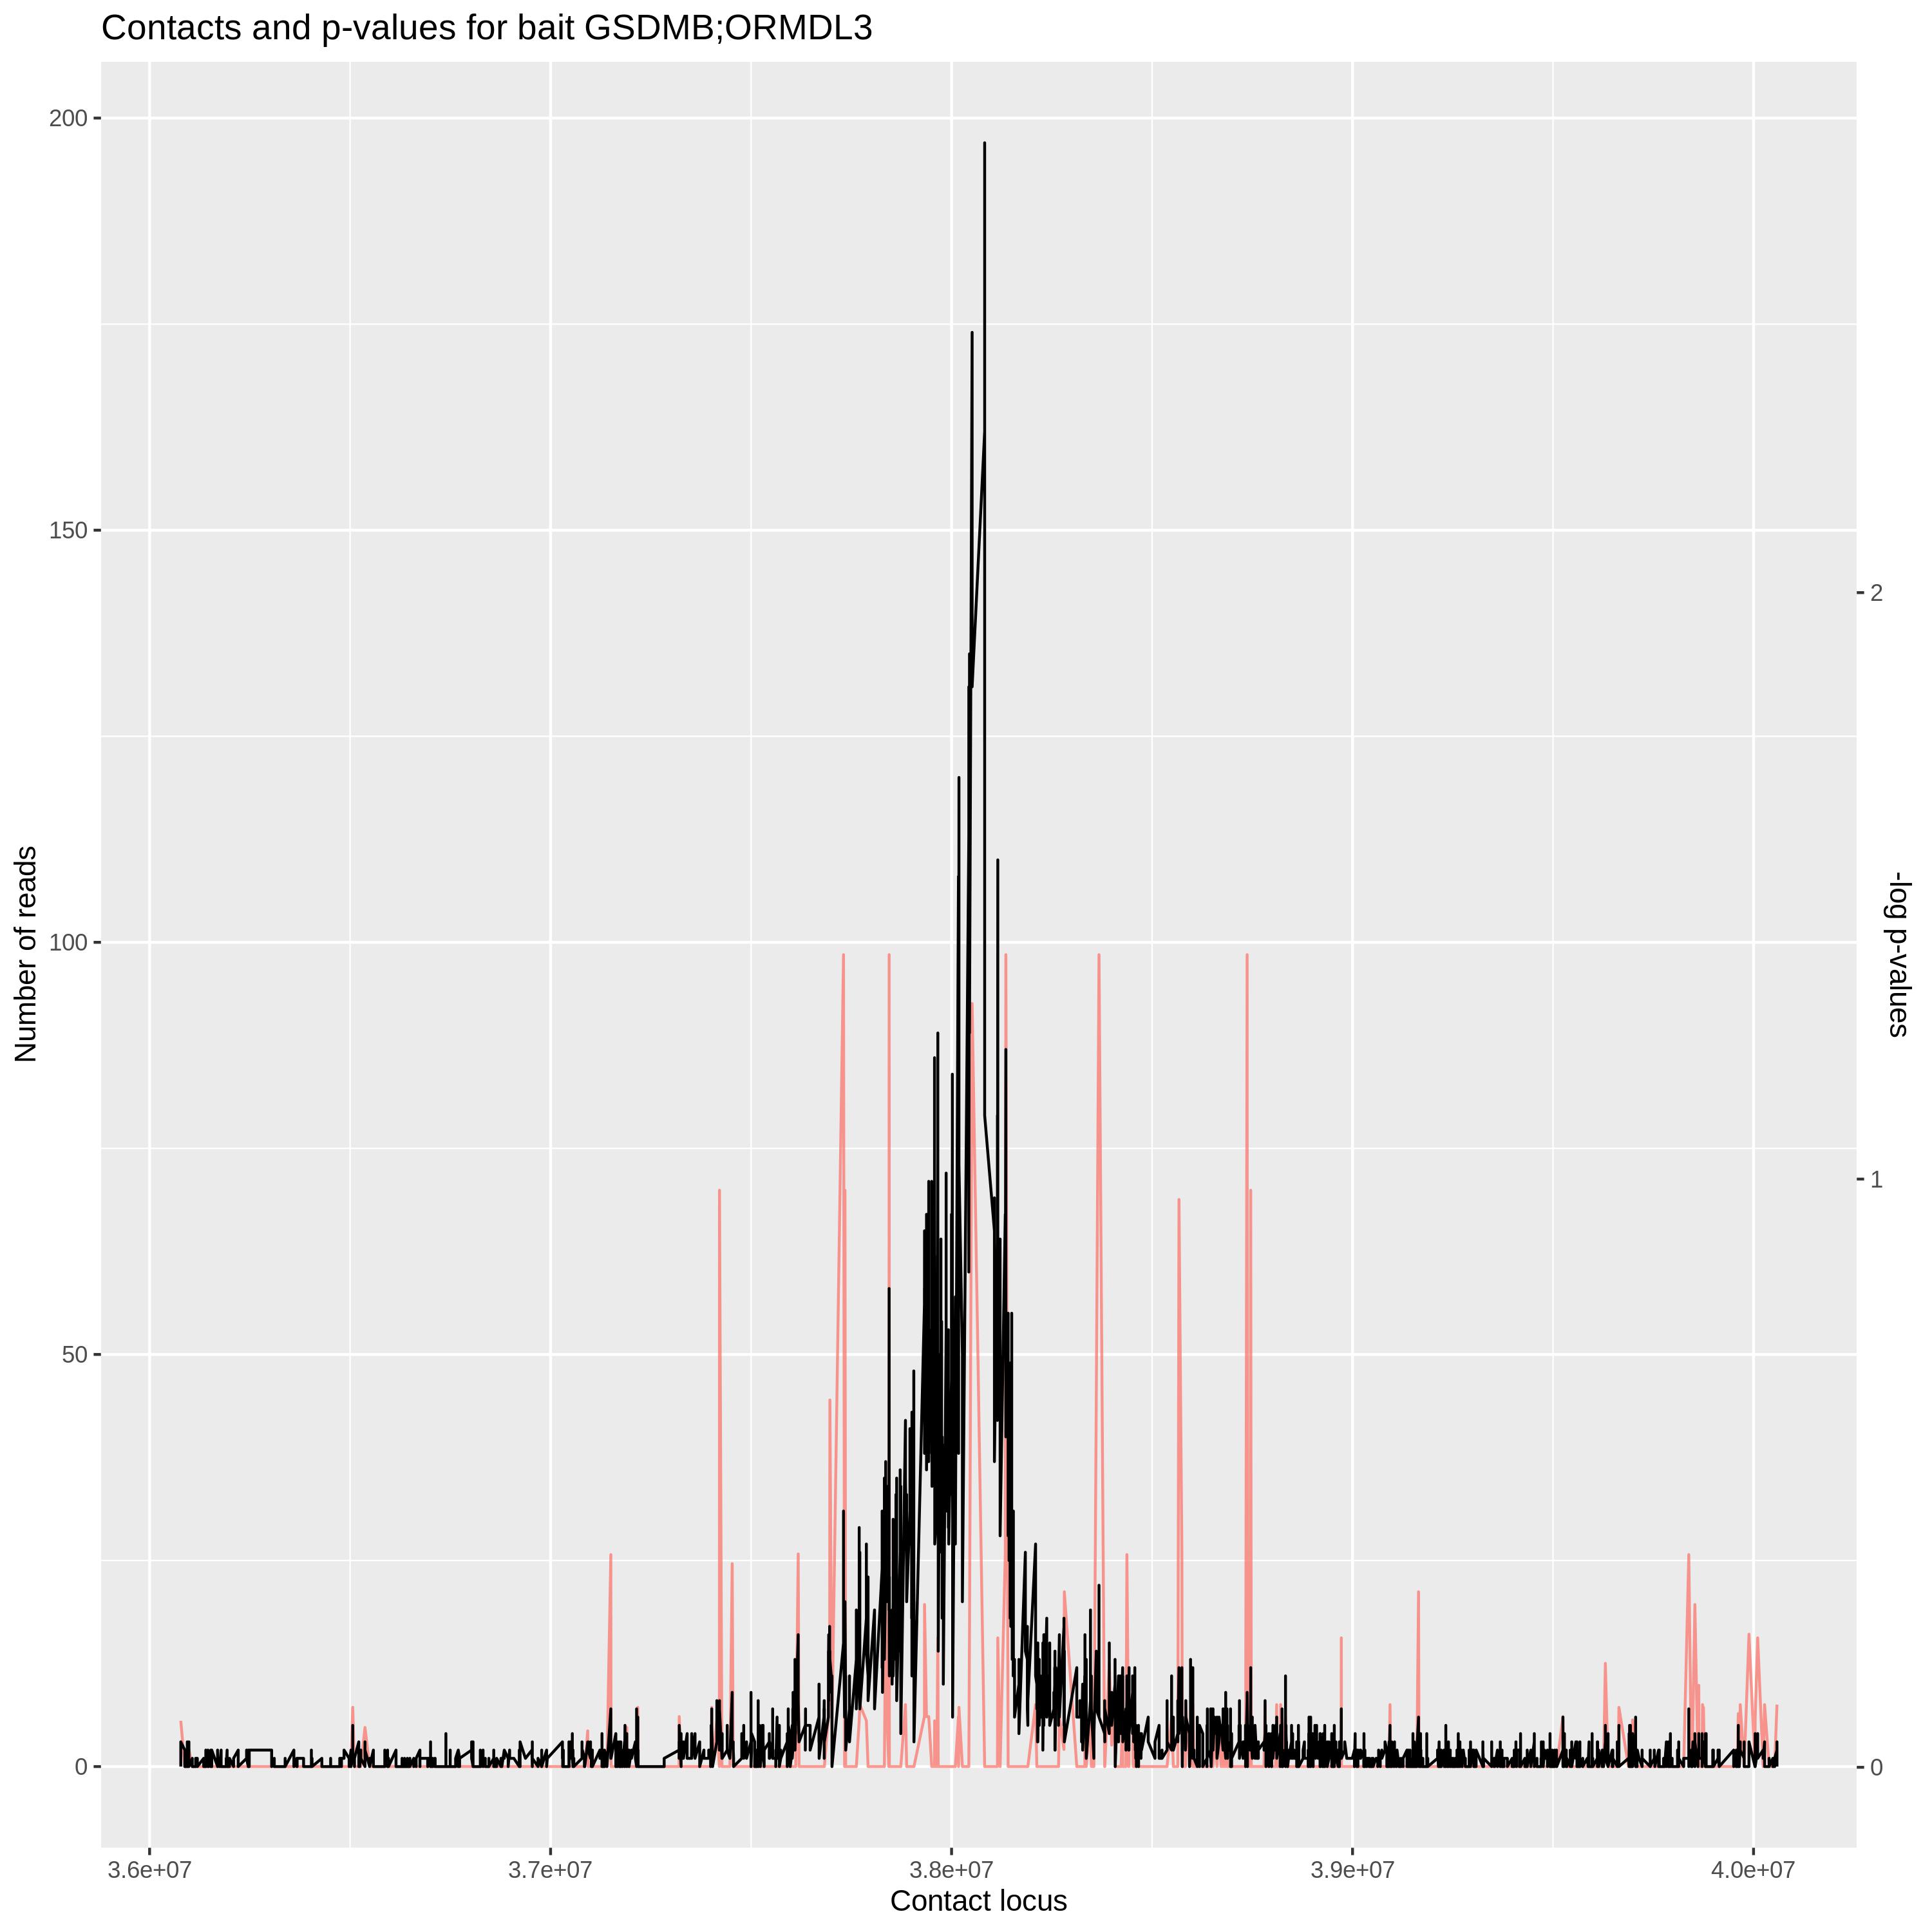 Contacts and p-values for bait GSDMB;ORMDL3
200
150
100
50
0
Number of reads
2
1
0
-log p-values
3.6e+07 3.7e+07 3.8e+07 3.9e+07 4.0e+07
Contact locus